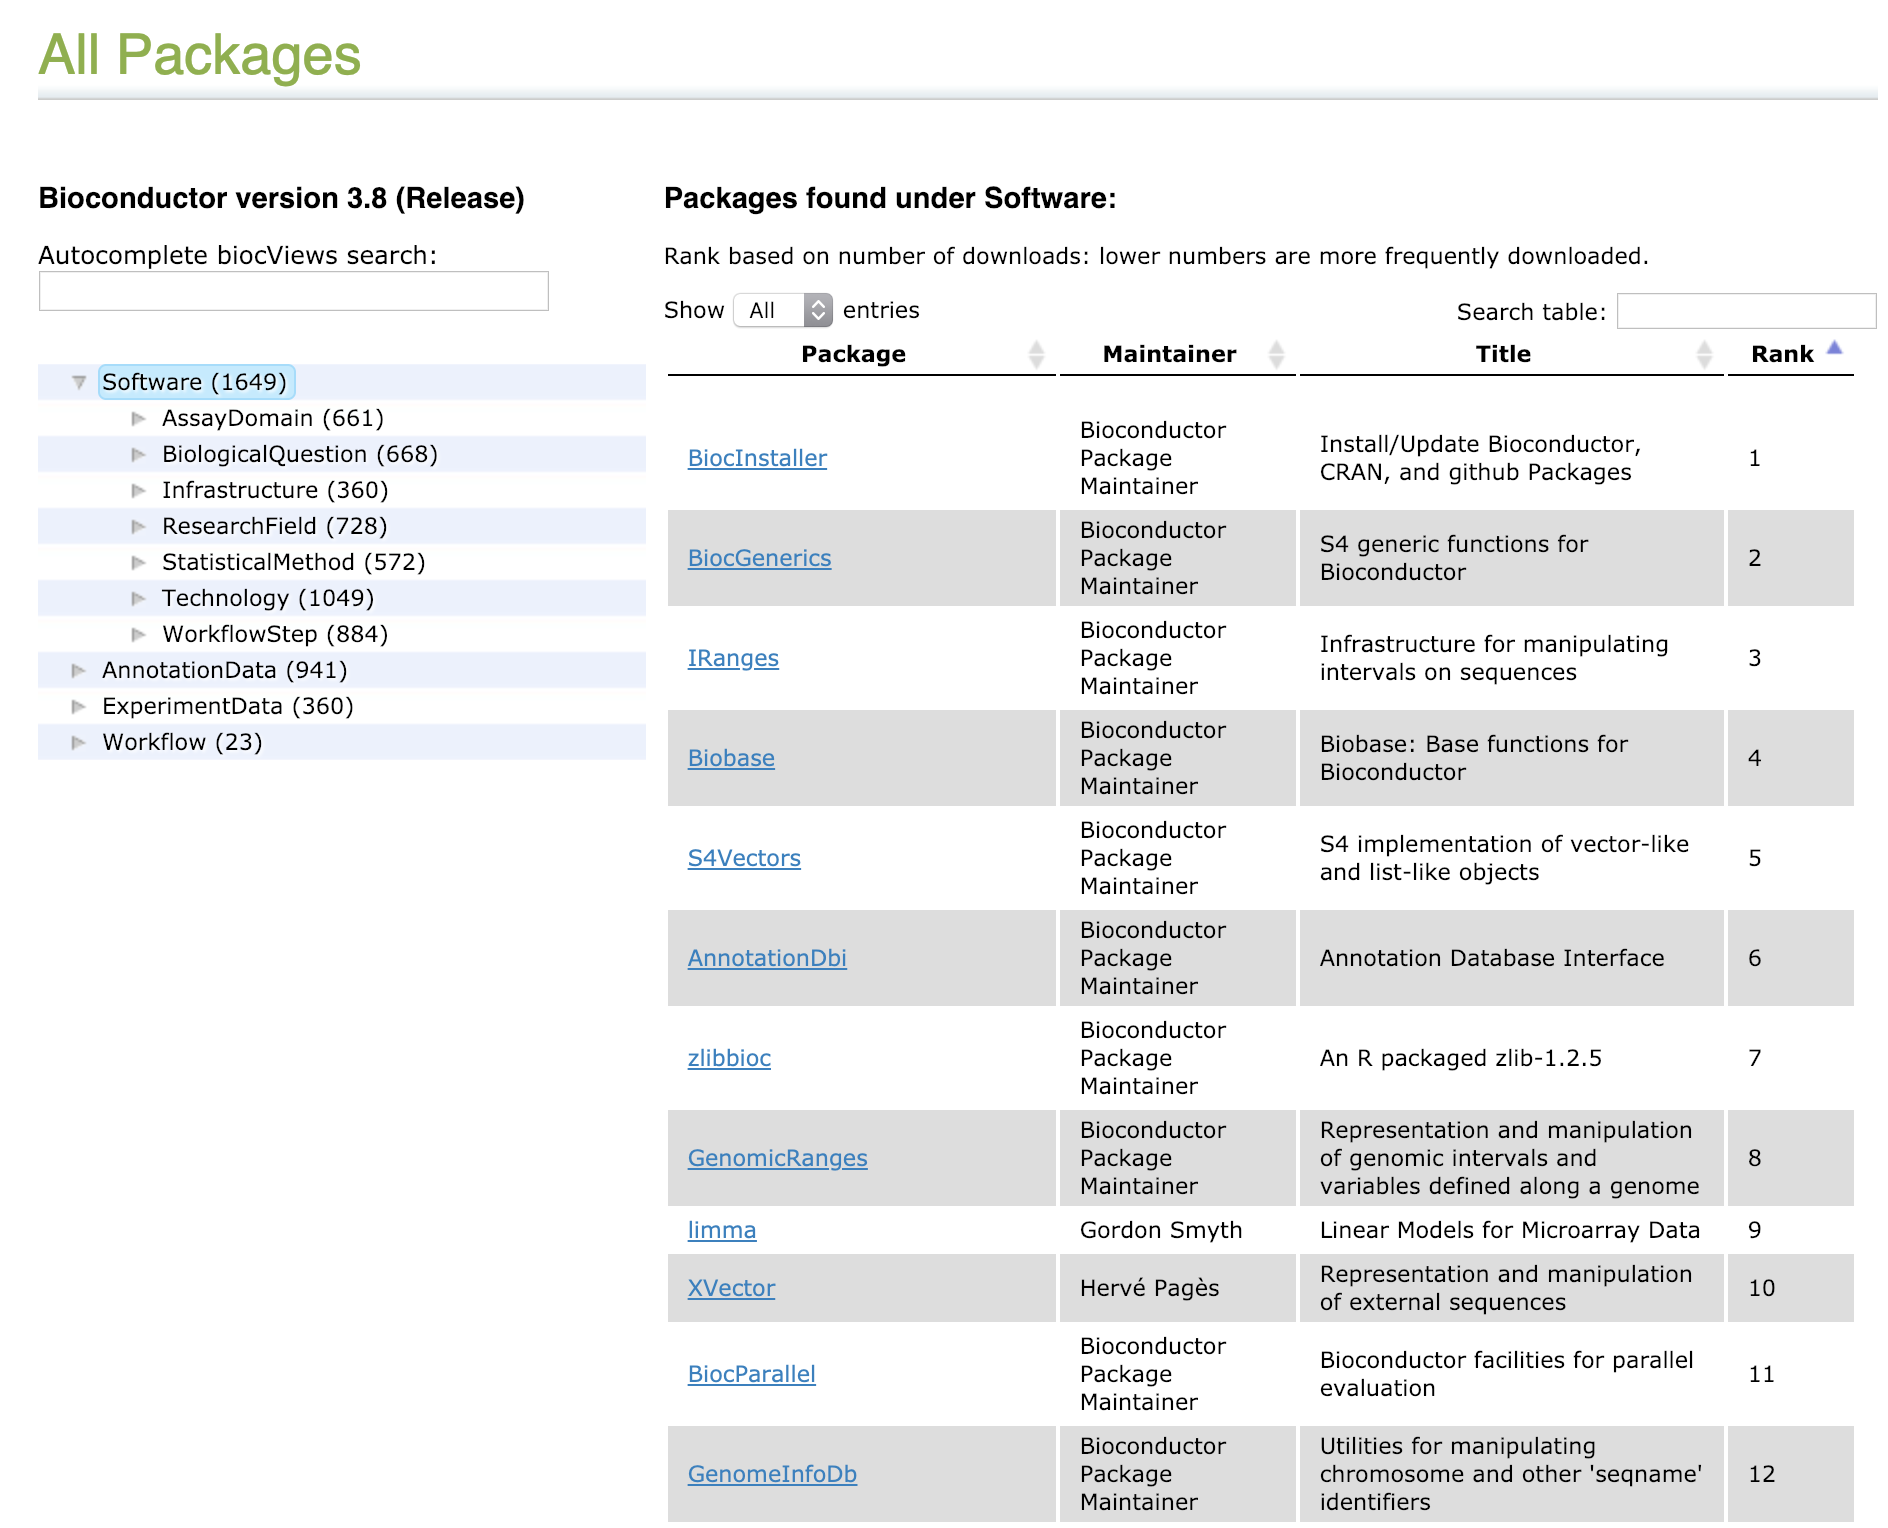 All Packages
Bioconductor version 3.8 (Release)
Autocomplete biocViews search:
Software (1649)
AssayDomain (661)
BiologicalQuestion (668)
Infrastructure (360)
ResearchField (728)
StatisticalMethod (572)
Technology (1049)
WorkflowStep (884)
AnnotationData (941)
ExperimentData (360)
Workflow (23)
Packages found under Software:
Rank based on number of downloads: lower numbers are more frequently downloaded.
Show All entries
Search table:
Package Maintainer Title Rank
BiocInstaller
Bioconductor
Package
Maintainer
Install/Update Bioconductor,
CRAN, and github Packages
1
BiocGenerics
Bioconductor
Package
Maintainer
S4 generic functions for
Bioconductor
2
IRanges
Bioconductor
Package
Maintainer
Infrastructure for manipulating
intervals on sequences
3
Biobase
Bioconductor
Package
Maintainer
Biobase: Base functions for
Bioconductor
4
S4Vectors
Bioconductor
Package
Maintainer
S4 implementation of vector-like
and list-like objects
5
AnnotationDbi
Bioconductor
Package
Maintainer
Annotation Database Interface
6
zlibbioc
Bioconductor
Package
Maintainer
An R packaged zlib-1.2.5
7
GenomicRanges
Bioconductor
Package
Maintainer
Representation and manipulation
of genomic intervals and
variables defined along a genome
8
limma
Gordon Smyth
Linear Models for Microarray Data
9
XVector
Hervé Pagès
Representation and manipulation
of external sequences
10
BiocParallel
Bioconductor
Package
Maintainer
Bioconductor facilities for parallel
evaluation
11
GenomeInfoDb
Bioconductor
Package
Maintainer
Utilities for manipulating
chromosome and other 'seqname'
identifiers
12